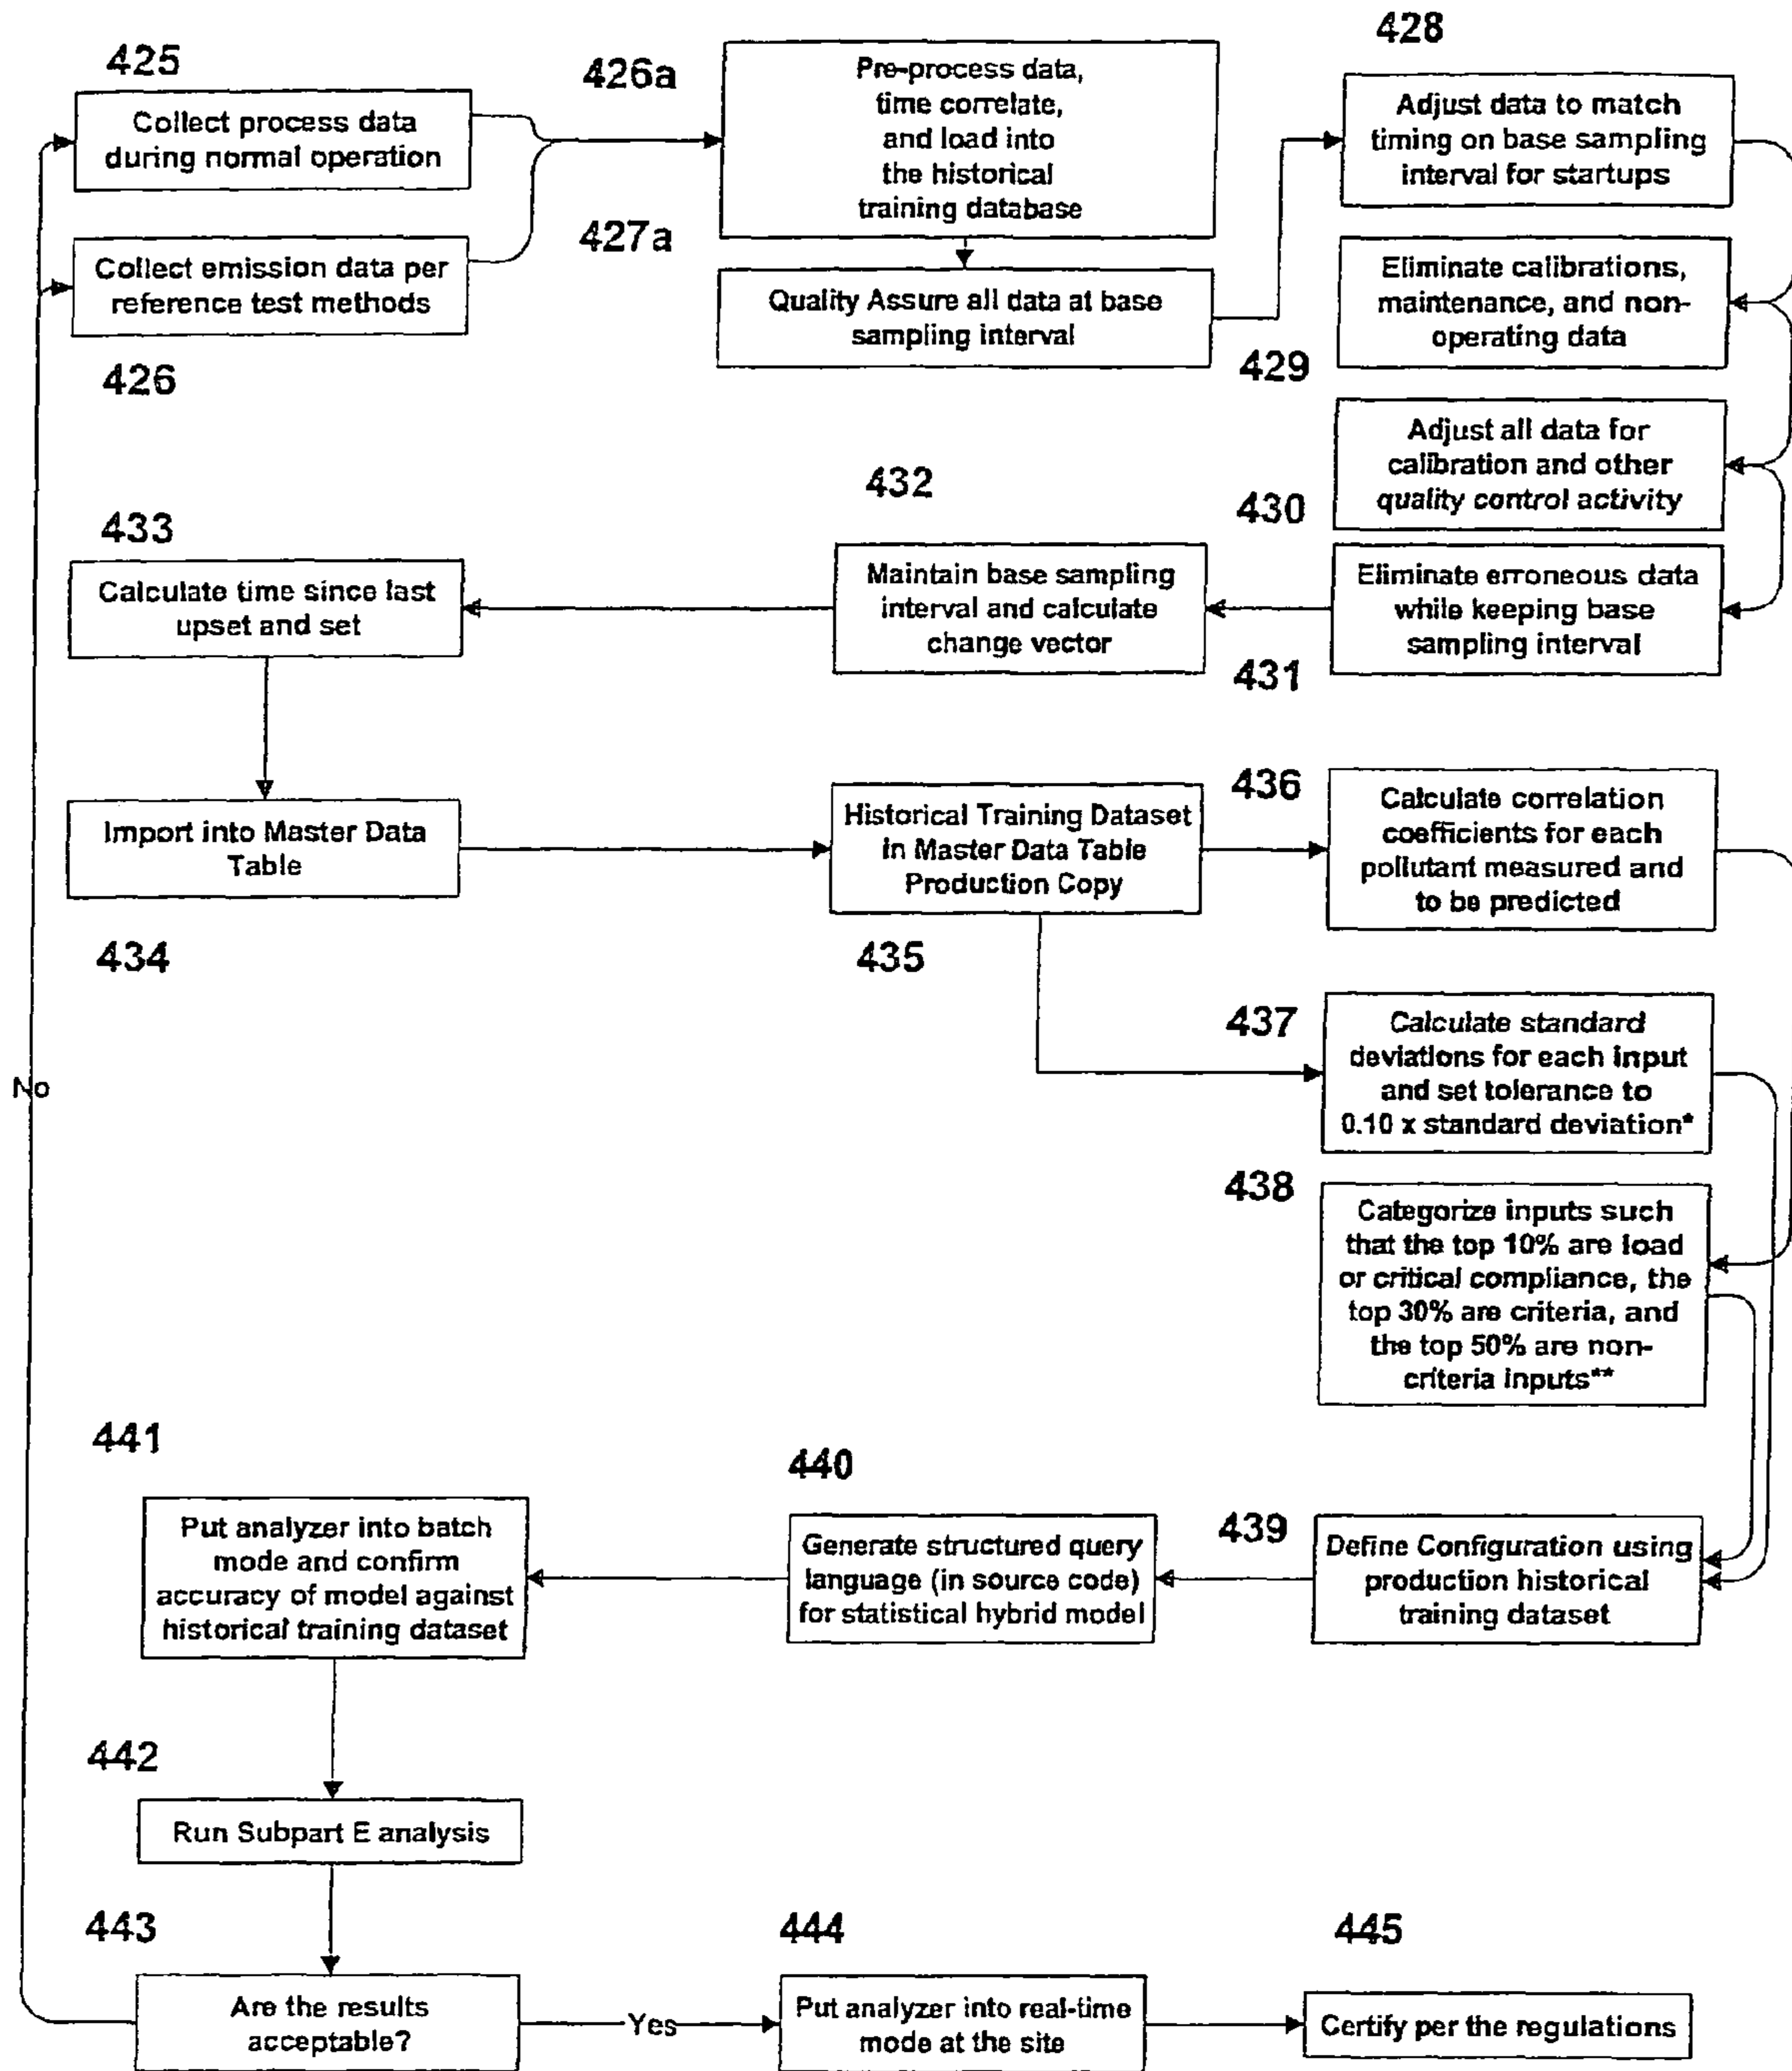 425
Collect process data
during normal operation
426a
Pre-process data,
time correlate,
and load into
the historical
training database
428
Adjust data to match
timing on base sampling
interval for startups
Collect emission data per
reference test methods
426
427a
Quality Assure all data at base
sampling interval
Eliminate calibrations,
maintenance, and non-
operating data
429
Adjust all data for
calibration and other
quality control activity
430
Eliminate erroneous data
while keeping base
sampling interval
431
432
Maintain base sampling
interval and calculate
change vector
433
Calculate time since last
upset and set
Import into Master Data
Table
434
Historical Training Dataset
in Master Data Table
Production Copy
435
436
Calculate correlation
coefficients for each
pollutant measured and
to be predicted
437
Calculate standard
deviations for each input
and set tolerance to
0.10 x standard deviation*
No
438
Categorize inputs such
that the top 10% are load
or critical compliance, the
top 30% are criteria, and
the top 50% are non-
criteria inputs**
439
Define Configuration using
production historical
training dataset
440
Generate structured query
language (in source code)
for statistical hybrid model
441
Put analyzer into batch
mode and confirm
accuracy of model against
historical training dataset
442
Run Subpart E analysis
443
Are the results
acceptable?
Yes
444
Put analyzer into real-time
mode at the site
445
Certify per the regulations